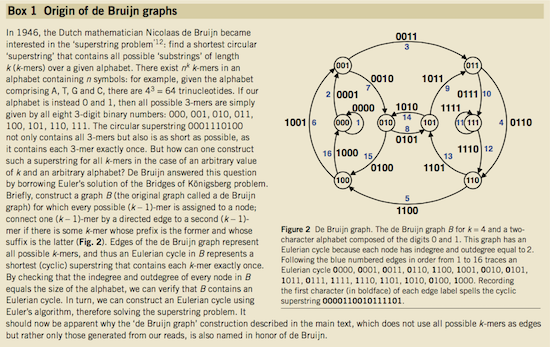 Box 1 Origin of de Bruijn graphs
In 1946, the Dutch mathematician Nicolaas de Bruijn became
interested in the 'superstring problem'¹²: find a shortest circular
'superstring' that contains all possible 'substrings' of length
k (k-mers) over a given alphabet. There exist nᵏ k-mers in an
alphabet containing n symbols: for example, given the alphabet
comprising A, T, G and C, there are 4³ = 64 trinucleotides. If our
alphabet is instead 0 and 1, then all possible 3-mers are simply
given by all eight 3-digit binary numbers: 000, 001, 010, 011,
100, 101, 110, 111. The circular superstring 0001110100
not only contains all 3-mers but also is as short as possible, as
it contains each 3-mer exactly once. But how can one construct
such a superstring for all k-mers in the case of an arbitrary value
of k and an arbitrary alphabet? De Bruijn answered this question
by borrowing Euler's solution of the Bridges of Königsberg problem.
Briefly, construct a graph B (the original graph called a de Bruijn
graph) for which every possible (k – 1)-mer is assigned to a node;
connect one (k – 1)-mer by a directed edge to a second (k – 1)-
mer if there is some k-mer whose prefix is the former and whose
suffix is the latter (Fig. 2). Edges of the de Bruijn graph represent
all possible k-mers, and thus an Eulerian cycle in B represents a
shortest (cyclic) superstring that contains each k-mer exactly once.
By checking that the indegree and outdegree of every node in B
equals the size of the alphabet, we can verify that B contains an
Eulerian cycle. In turn, we can construct an Eulerian cycle using
Euler's algorithm, therefore solving the superstring problem. It
should now be apparent why the 'de Bruijn graph' construction described in the main text, which does not use all possible k-mers as edges
but rather only those generated from our reads, is also named in honor of de Bruijn.
0011
3
001
011
0010
7
1011
9
0111
10
2
0001
0000
1
1010
14
1111
11
1001
6
000
010
101
111
4
0110
8
0101
16
1000
15
0100
13
1101
12
1110
100
110
5
1100
Figure 2 De Bruijn graph. The de Bruijn graph B for k = 4 and a two-
character alphabet composed of the digits 0 and 1. This graph has an
Eulerian cycle because each node has indegree and outdegree equal to 2.
Following the blue numbered edges in order from 1 to 16 traces an
Eulerian cycle 0000, 0001, 0011, 0110, 1100, 1001, 0010, 0101,
1011, 0111, 1111, 1110, 1101, 1010, 0100, 1000. Recording
the first character (in boldface) of each edge label spells the cyclic
superstring 0000110010111101.